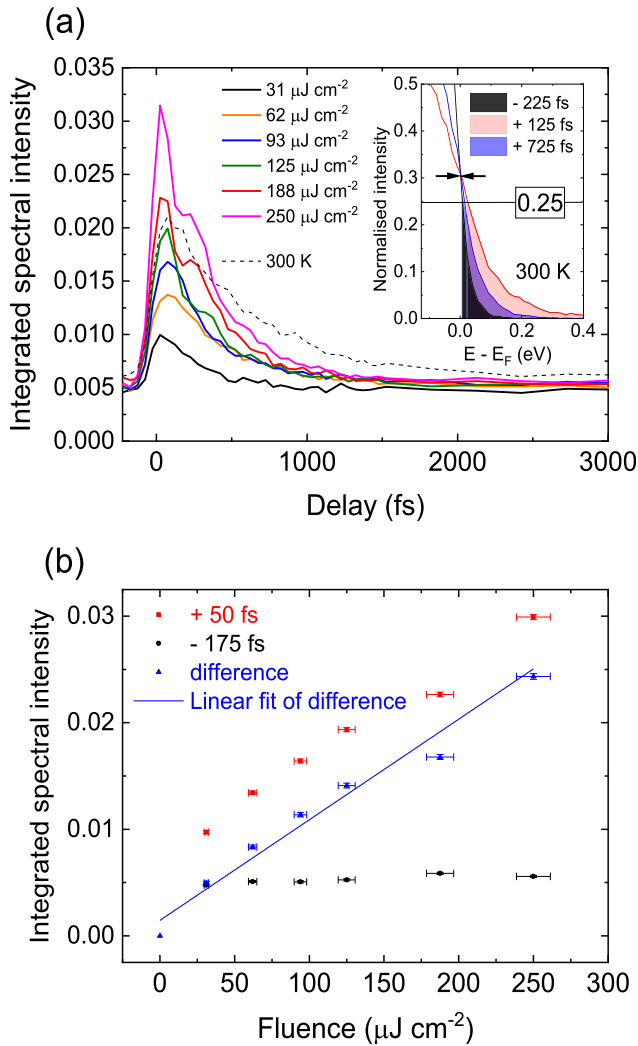 (a)
Integrated spectral intensity
0.035
0.030
0.025
0.020
0.015
0.010
0.005
0.000
31 μJ cm-2
62 μJ cm-2
93 μJ cm-2
125 μJ cm-2
188 μJ cm-2
250 μJ cm-2
300 K
Normalised intensity
0.5
0.4
0.3
0.2
0.1
0.0
- 225 fs
+ 125 fs
+ 725 fs
0.25
300 K
0.0 0.2 0.4
E - EF (eV)
0 1000 2000 3000
Delay (fs)
(b)
Integrated spectral intensity
0.03
0.02
0.01
0.00
+ 50 fs
- 175 fs
difference
Linear fit of difference
0 50 100 150 200 250 300
Fluence (μJ cm-2)